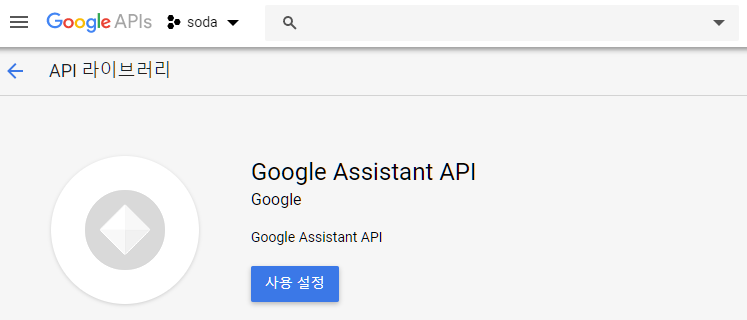 Google APIs soda
API 라이브러리
Google Assistant API
Google
Google Assistant API
사용 설정